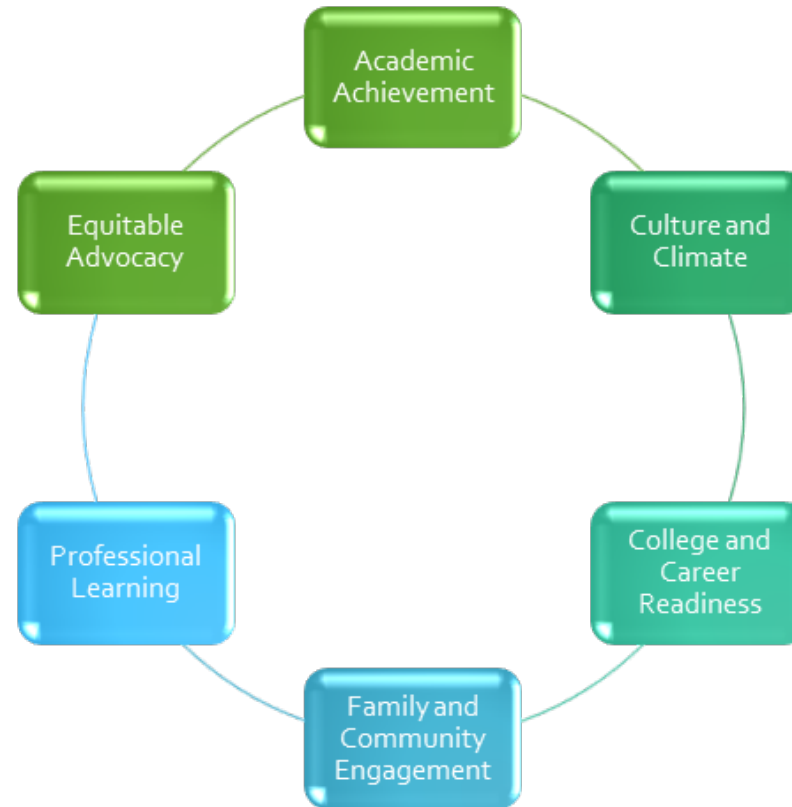 Academic
Achievement
Equitable
Advocacy
Culture and
Climate
Professional
Learning
College and
Career
Readiness
Family and
Community
Engagement